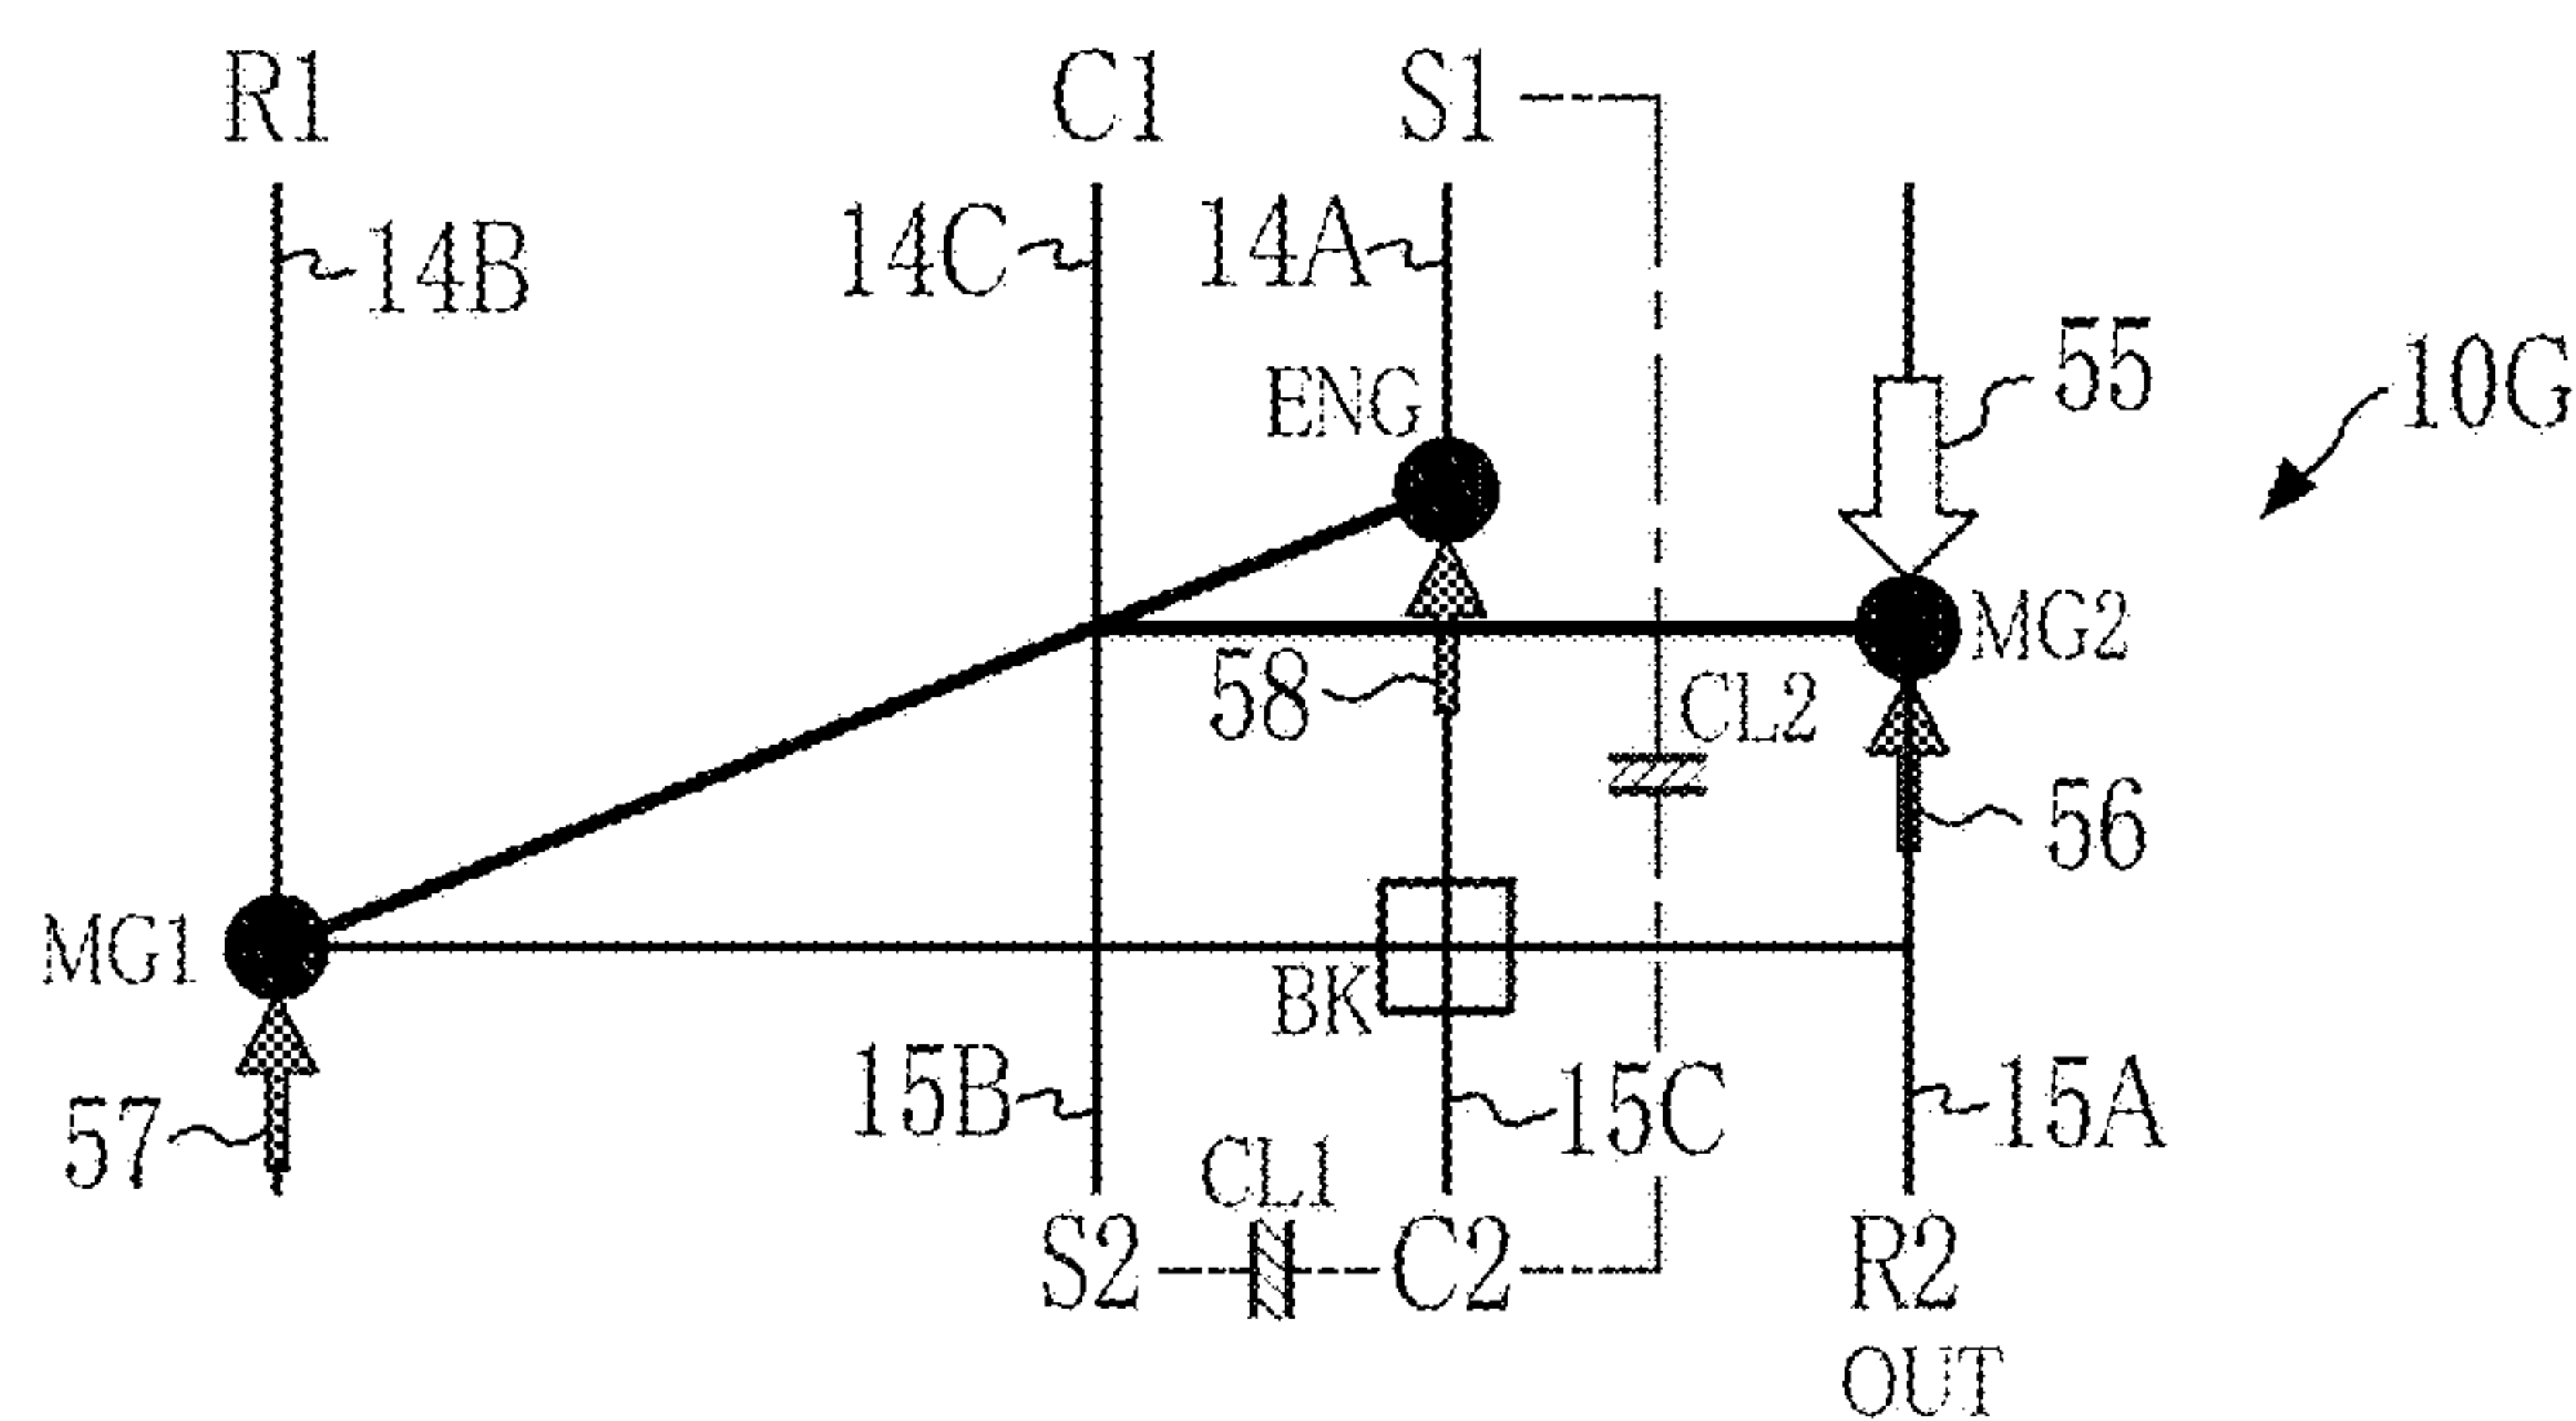 R1 C1 S1
14B 14C 14A
ENG 55 10G
MG2
58 CL2
56
MG1
BK
57 15B 15C 15A
CL1
S2 C2 R2
OUT